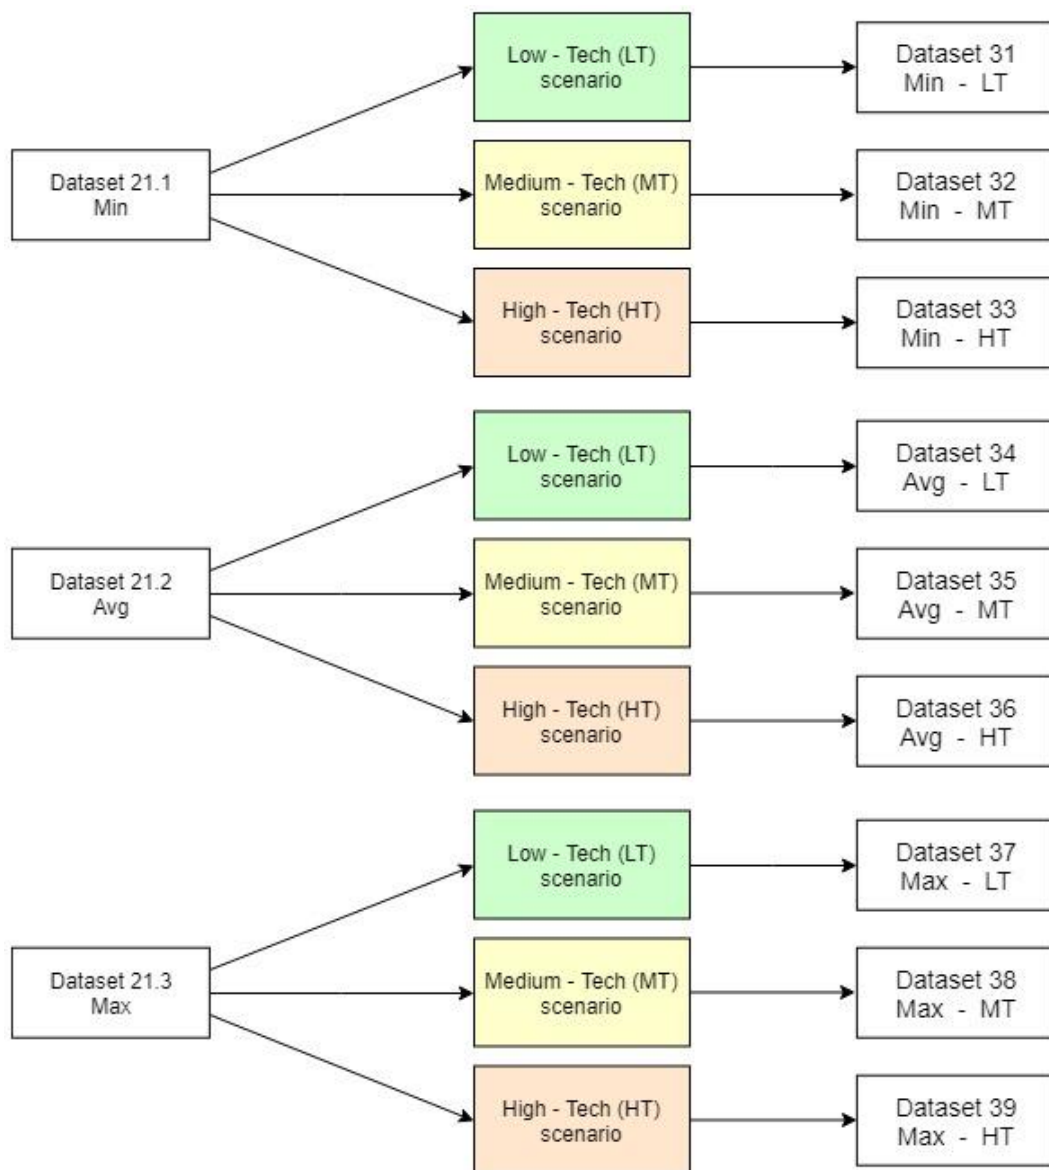 Low - Tech (LT)
scenario
Dataset 31
Min - LT
Dataset 21.1
Min
Medium - Tech (MT)
scenario
Dataset 32
Min - MT
High - Tech (HT)
scenario
Dataset 33
Min - HT
Low - Tech (LT)
scenario
Dataset 34
Avg - LT
Dataset 21.2
Avg
Medium - Tech (MT)
scenario
Dataset 35
Avg - MT
High - Tech (HT)
scenario
Dataset 36
Avg - HT
Low - Tech (LT)
scenario
Dataset 37
Max - LT
Dataset 21.3
Max
Medium - Tech (MT)
scenario
Dataset 38
Max - MT
High - Tech (HT)
scenario
Dataset 39
Max - HT